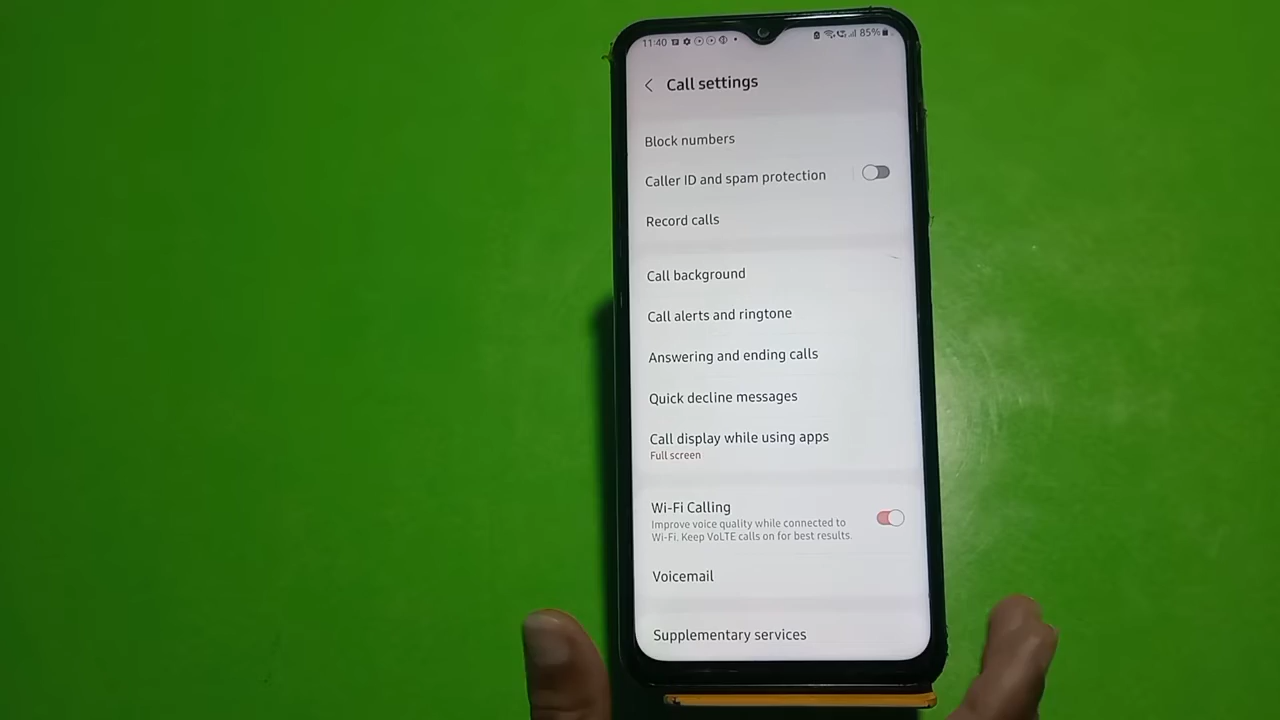 11:40
85%
Call settings
Block numbers
Caller ID and spam protection
Record calls
Call background
Call alerts and ringtone
Answering and ending calls
Quick decline messages
Call display while using apps
Full screen
Wi-Fi Calling
Improve voice quality while connected to
Wi-Fi. Keep VoLTE calls on for best results.
Voicemail
Supplementary services